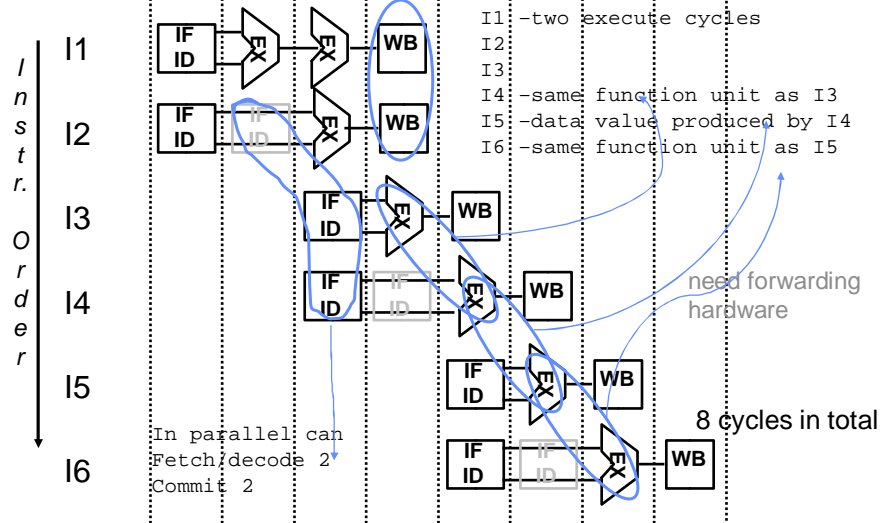 Instr. Order
I1
IF
ID
EX
EX
WB
I2
IF
ID
IF
ID
EX
WB
I1 –two execute cycles
I2
I3
I4 –same function unit as I3
I5 –data value produced by I4
I6 –same function unit as I5
I3
IF
ID
EX
WB
I4
IF
ID
IF
ID
EX
WB
need forwarding
hardware
I5
IF
ID
EX
WB
8 cycles in total
I6
IF
ID
IF
ID
EX
WB
In parallel can
Fetch/decode 2
Commit 2